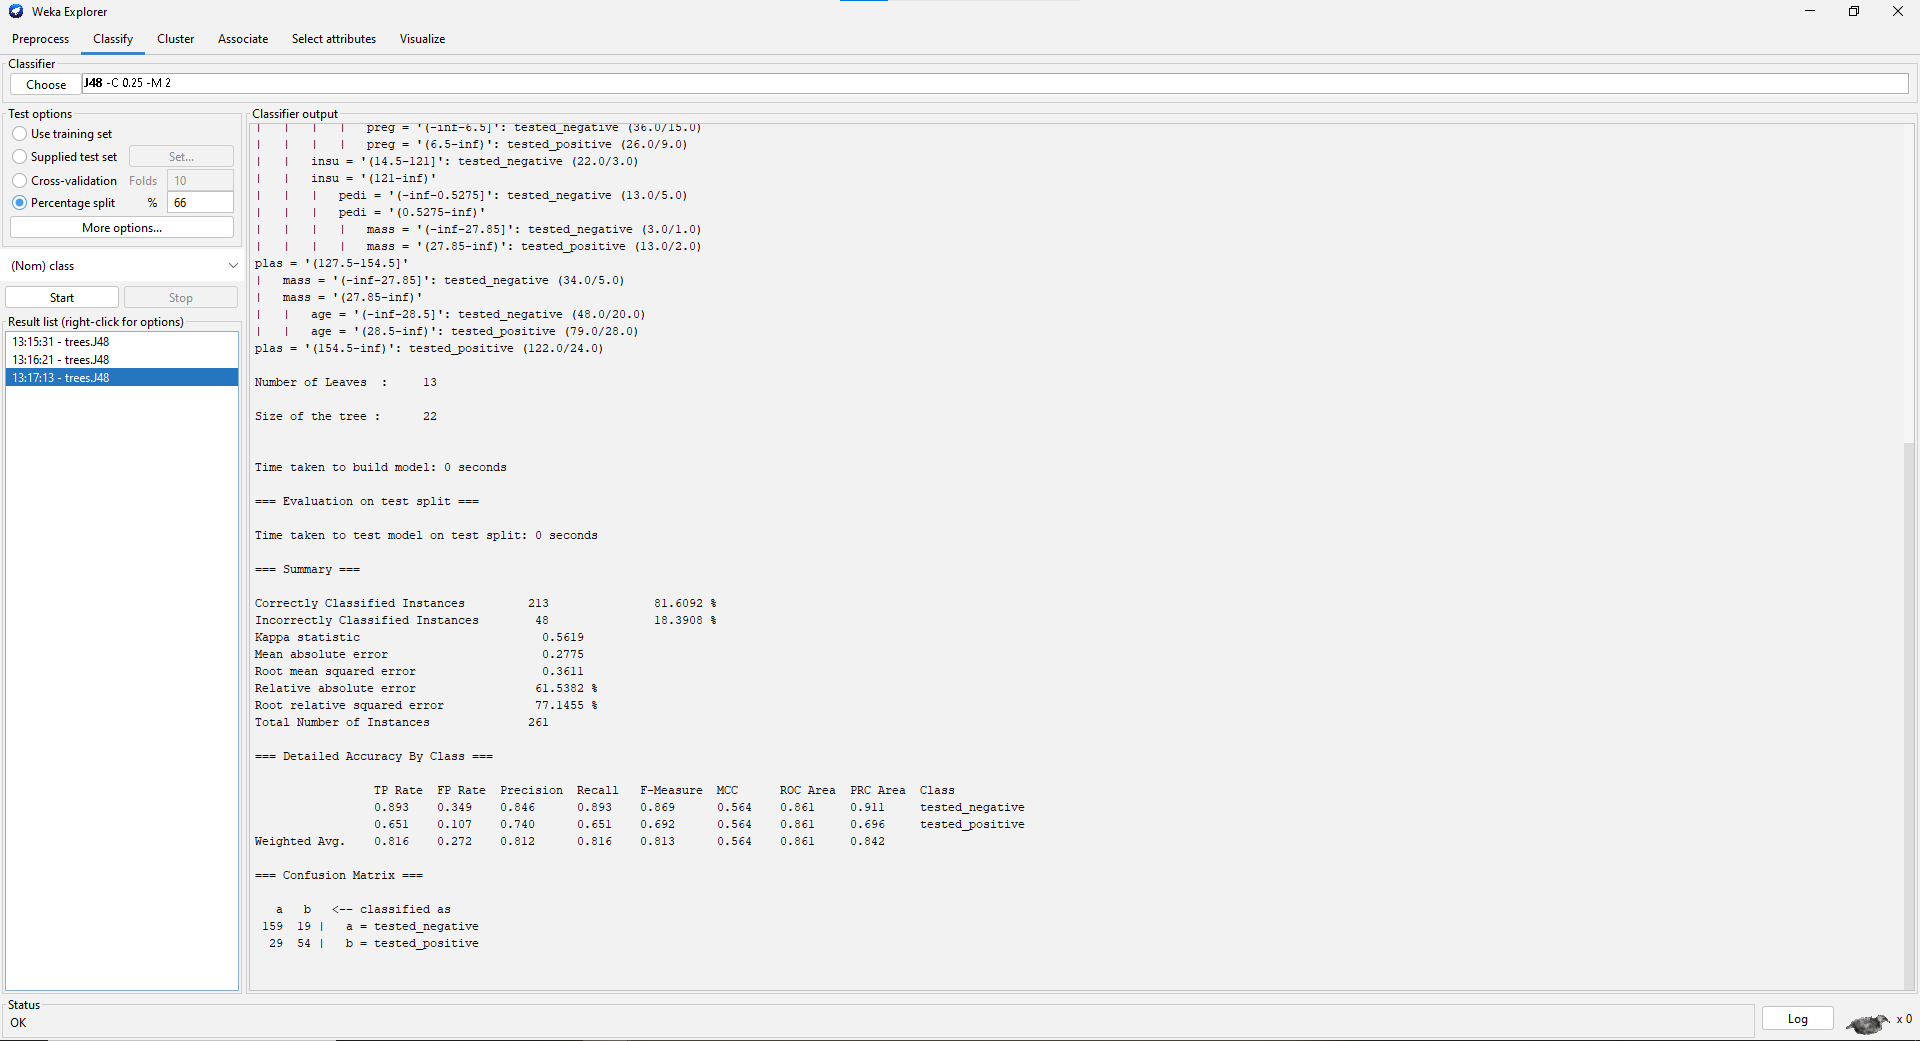 Weka Explorer
Preprocess Classify Cluster Associate Select attributes Visualize
Classifier
Choose J48 -C 0.25 -M 2
Test options
Use training set
Supplied test set Set...
Cross-validation Folds 10
Percentage split % 66
More options...
(Nom) class
Start Stop
Result list (right-click for options)
13:15:31 - trees.J48
13:16:21 - trees.J48
13:17:13 - trees.J48
Classifier output
| | | | preg = '(-inf-6.5]': tested_negative (36.0/15.0)
| | | | preg = '(6.5-inf)': tested_positive (26.0/9.0)
| | insu = '(14.5-121]': tested_negative (22.0/3.0)
| | insu = '(121-inf)'
| | | pedi = '(-inf-0.5275]': tested_negative (13.0/5.0)
| | | pedi = '(0.5275-inf)'
| | | | mass = '(-inf-27.85]': tested_negative (3.0/1.0)
| | | | mass = '(27.85-inf)': tested_positive (13.0/2.0)
plas = '(127.5-154.5]'
| mass = '(-inf-27.85]': tested_negative (34.0/5.0)
| mass = '(27.85-inf)'
| | age = '(-inf-28.5]': tested_negative (48.0/20.0)
| | age = '(28.5-inf)': tested_positive (79.0/28.0)
plas = '(154.5-inf)': tested_positive (122.0/24.0)
Number of Leaves : 13
Size of the tree : 22
Time taken to build model: 0 seconds
=== Evaluation on test split ===
Time taken to test model on test split: 0 seconds
=== Summary ===
Correctly Classified Instances 213 81.6092 %
Incorrectly Classified Instances 48 18.3908 %
Kappa statistic 0.5619
Mean absolute error 0.2775
Root mean squared error 0.3611
Relative absolute error 61.5382 %
Root relative squared error 77.1455 %
Total Number of Instances 261
=== Detailed Accuracy By Class ===
TP Rate FP Rate Precision Recall F-Measure MCC ROC Area PRC Area Class
0.893 0.349 0.846 0.893 0.869 0.564 0.861 0.911 tested_negative
0.651 0.107 0.740 0.651 0.692 0.564 0.861 0.696 tested_positive
Weighted Avg. 0.816 0.272 0.812 0.816 0.813 0.564 0.861 0.842
=== Confusion Matrix ===
a b <-- classified as
159 19 | a = tested_negative
29 54 | b = tested_positive
Status
OK
Log x 0